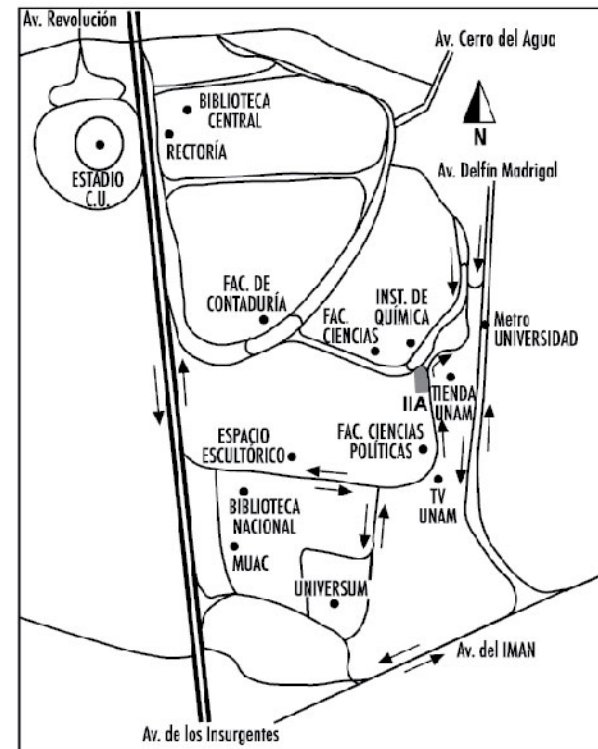 Av. Revolución
Av. Cerro del Agua
BIBLIOTECA
CENTRAL
RECTORÍA
N
ESTADIO
C.U.
Av. Delfín Madrigal
FAC. DE
CONTADURÍA
INST. DE
QUÍMICA
FAC.
CIENCIAS
Metro
UNIVERSIDAD
TIENDA
UNAM
IIA
FAC. CIENCIAS
POLÍTICAS
ESPACIO
ESCULTÓRICO
TV
UNAM
BIBLIOTECA
NACIONAL
MUAC
UNIVERSUM
Av. del IMAN
Av. de los Insurgentes